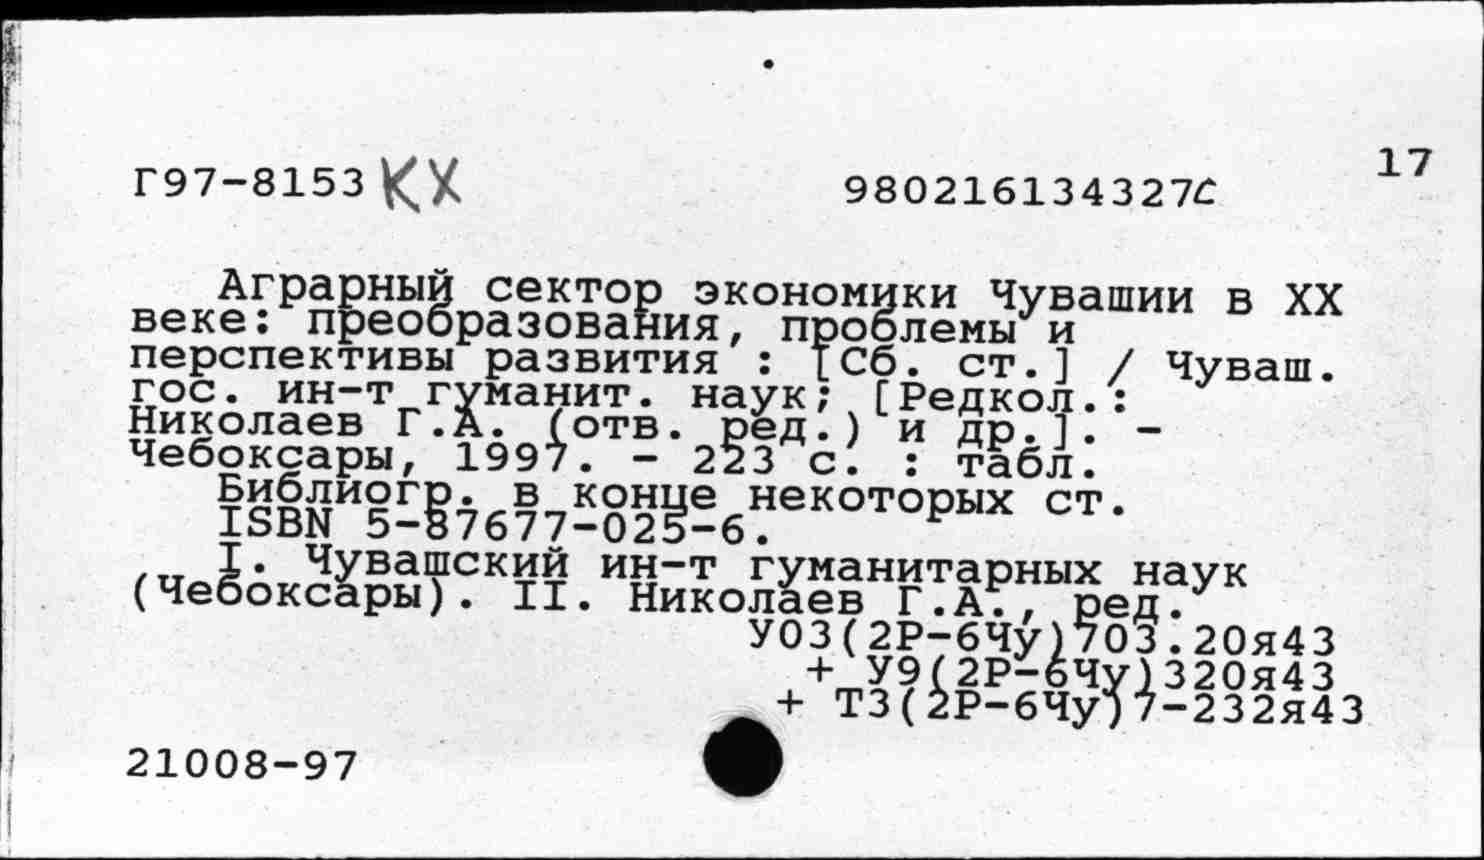 17
Г97-8153 КХ 980216134327С
Аграрный сектор экономики Чувашии в XX
веке: преобразования, проблемы и
перспективы развития : [Сб. ст.] / Чуваш.
гос. ин-т гуманит. наук; [Редкол.:
Николаев Г.А. (отв. ред.) и др.]. -
Чебоксары, 1997. - 223 с. : табл.
Библиогр. в конце некоторых ст.
ISBN 5-87677-025-6.
I. Чувашский ин-т гуманитарных наук
(Чебоксары). II. Николаев Г.А., ред.
У03(2Р-6Чу)703.20я43
+ У9(2Р-6Чу)320я43
+ Т3(2Р-6Чу)7-232я43
21008-97